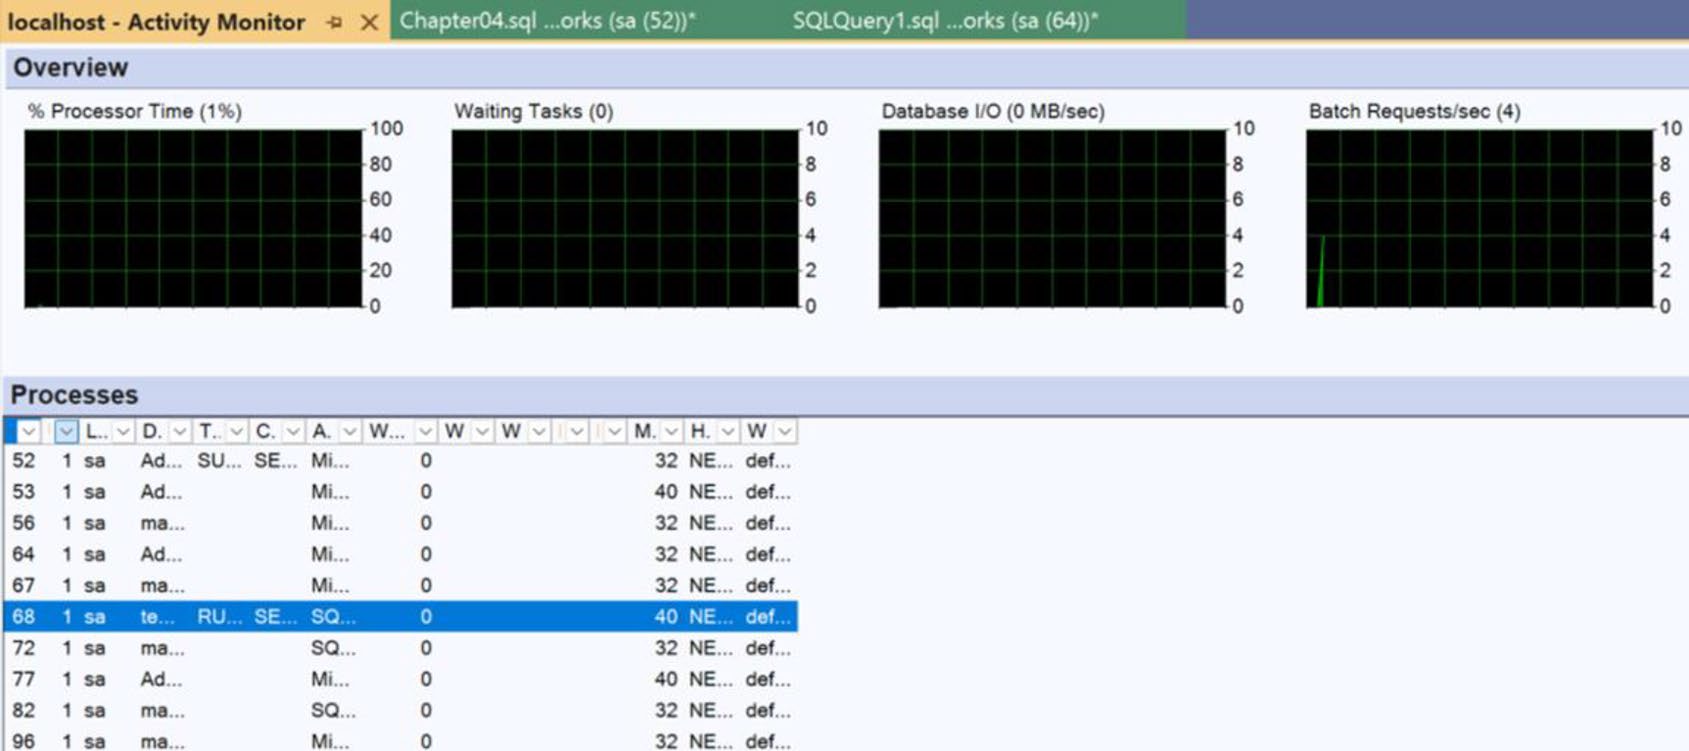 localhost - Activity Monitor Chapter04.sql ...orks (sa (52))* SQLQuery1.sql ...orks (sa (64))*
Overview
% Processor Time (1%) Waiting Tasks (0) Database I/O (0 MB/sec) Batch Requests/sec (4)
100 10 10 10
80 8 8 8
60 6 6 6
40 4 4 4
20 2 2 2
0 0 0 0
Processes
L.. D. T.. C. A. W... W W M. H. W
52 1 sa Ad... SU... SE... Mi... 0 32 NE... def...
53 1 sa Ad... Mi... 0 40 NE... def...
56 1 sa ma... Mi... 0 32 NE... def...
64 1 sa Ad... Mi... 0 32 NE... def...
67 1 sa ma... Mi... 0 32 NE... def...
68 1 sa te... RU... SE... SQ... 0 40 NE... def...
72 1 sa ma... SQ... 0 32 NE... def...
77 1 sa Ad... Mi... 0 40 NE... def...
82 1 sa ma... SQ... 0 32 NE... def...
96 1 sa ma... Mi... 0 32 NE... def...